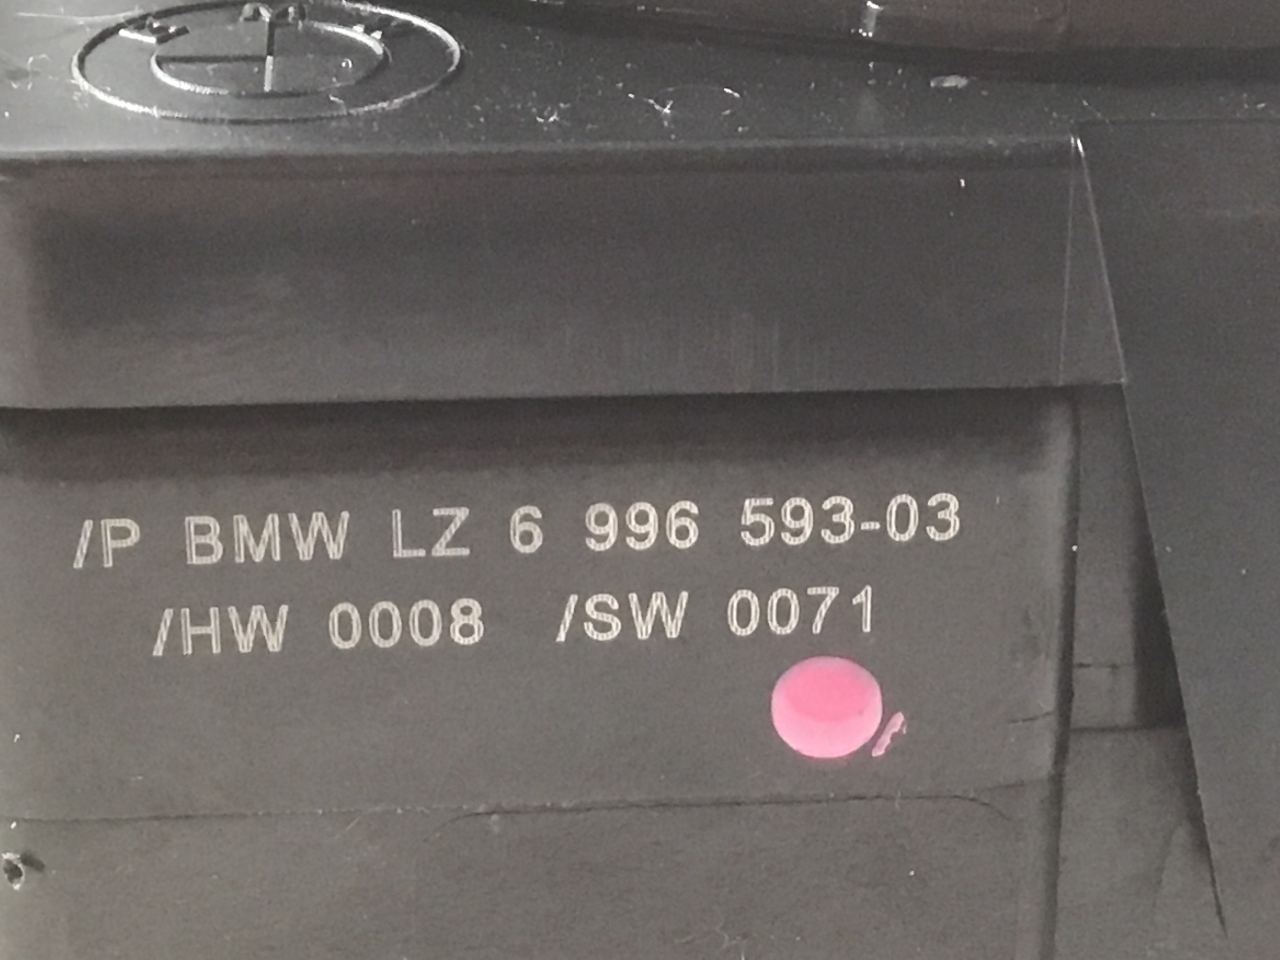 /P BMW LZ 6 996 593-03
/HW 0008 /SW 0071